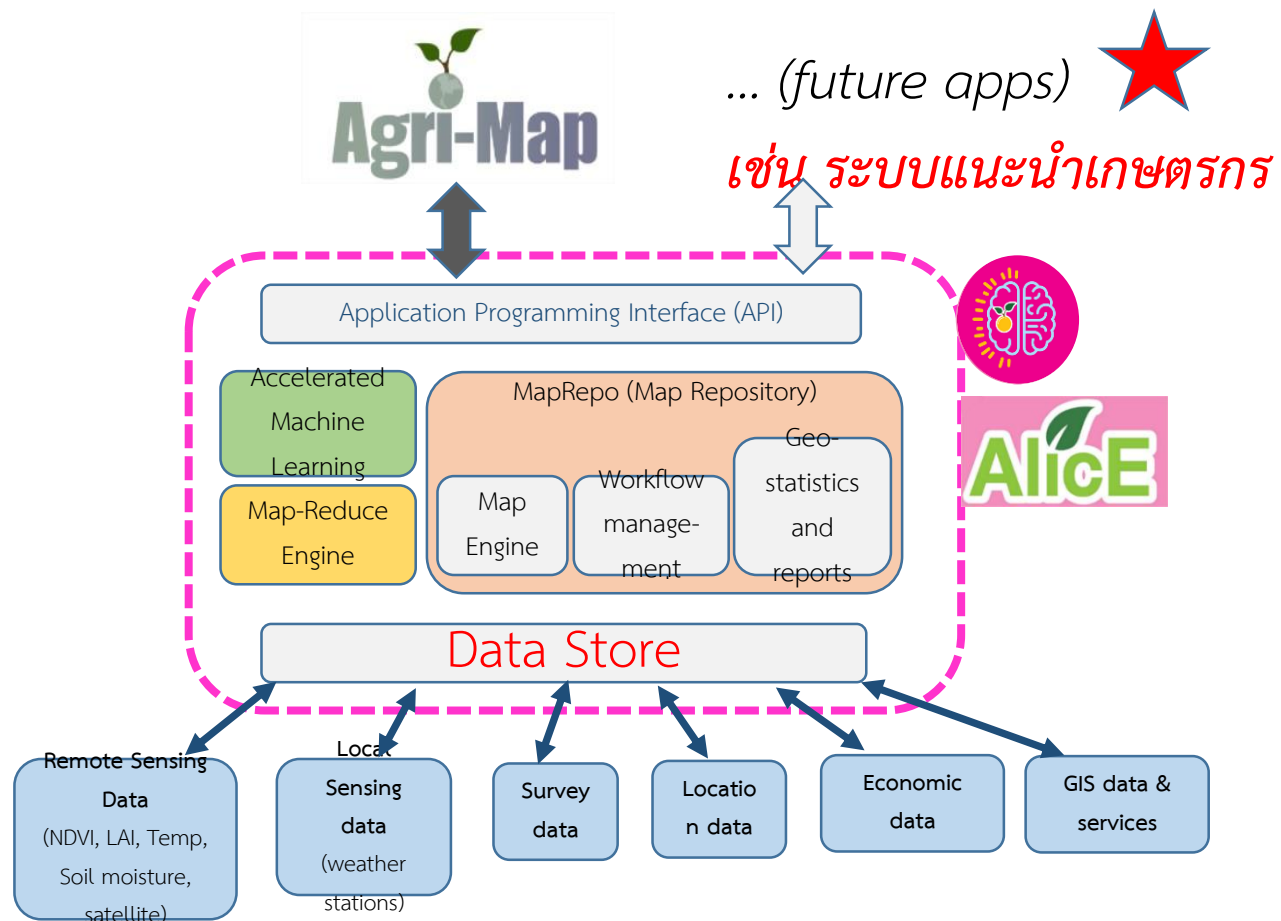 Agri-Map
... (future apps)
เช่น ระบบแนะนำเกษตรกร
Application Programming Interface (API)
Accelerated
Machine
Learning
Map-Reduce
Engine
MapRepo (Map Repository)
Map
Engine
Workflow
manage-
ment
Geo-
statistics
and
reports
AlicE
Data Store
Remote Sensing
Data
(NDVI, LAI, Temp,
Soil moisture,
satellite)
Local
Sensing
data
(weather
stations)
Survey
data
Locatio
n data
Economic
data
GIS data &
services